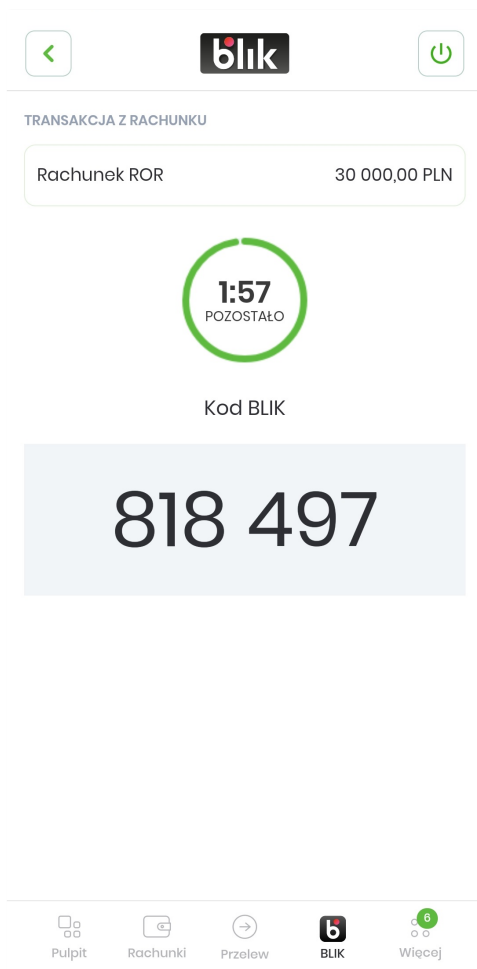 blik
TRANSAKCJA Z RACHUNKU
Rachunek ROR 30 000,00 PLN
1:57
POZOSTAŁO
Kod BLIK
818 497
6
Pulpit Rachunki Przelew BLIK Więcej